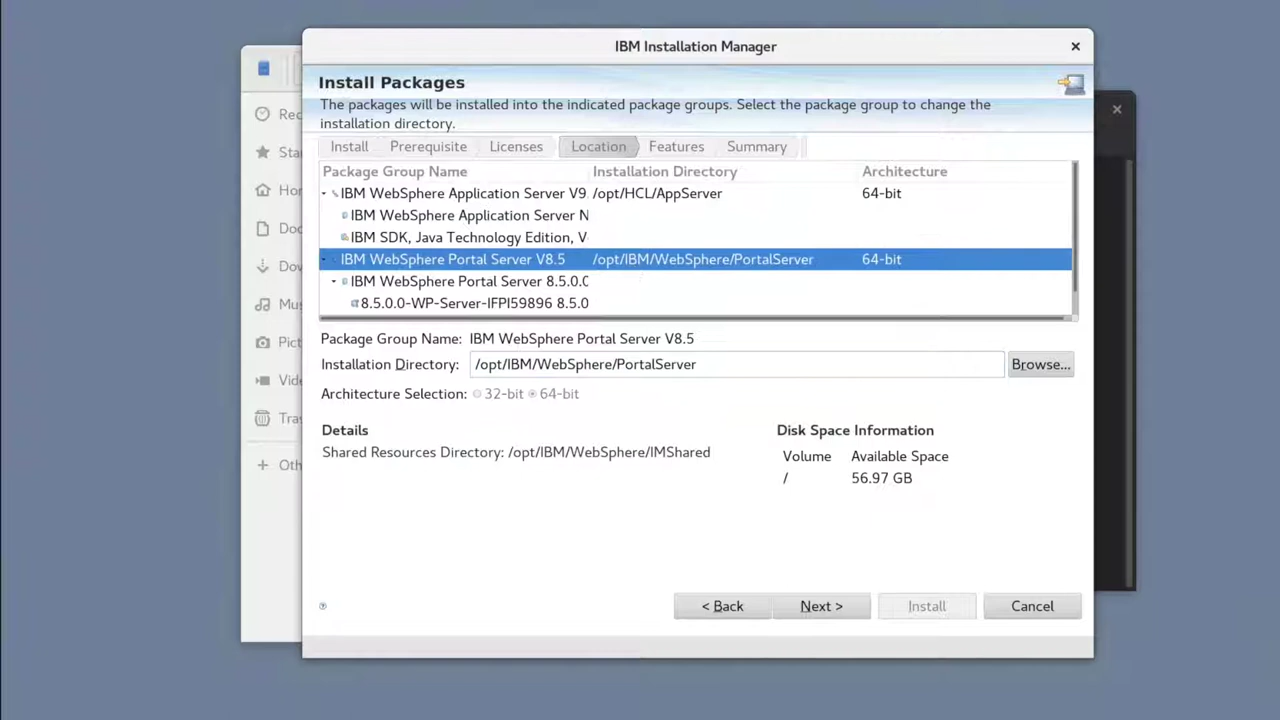 IBM Installation Manager
Install Packages
The packages will be installed into the indicated package groups. Select the package group to change the
installation directory.
Install Prerequisite Licenses Location Features Summary
Package Group Name Installation Directory Architecture
IBM WebSphere Application Server V9 /opt/HCL/AppServer 64-bit
IBM WebSphere Application Server N
IBM SDK, Java Technology Edition, V
IBM WebSphere Portal Server V8.5 /opt/IBM/WebSphere/PortalServer 64-bit
IBM WebSphere Portal Server 8.5.0.0
8.5.0.0-WP-Server-IFPI59896 8.5.0
Package Group Name: IBM WebSphere Portal Server V8.5
Installation Directory: /opt/IBM/WebSphere/PortalServer Browse...
Architecture Selection: 32-bit 64-bit
Details Disk Space Information
Shared Resources Directory: /opt/IBM/WebSphere/IMShared
Volume Available Space
/ 56.97 GB
< Back Next > Install Cancel
Rec
Sta
Hor
Doc
Dov
Mus
Pict
Vide
Tras
+ Oth